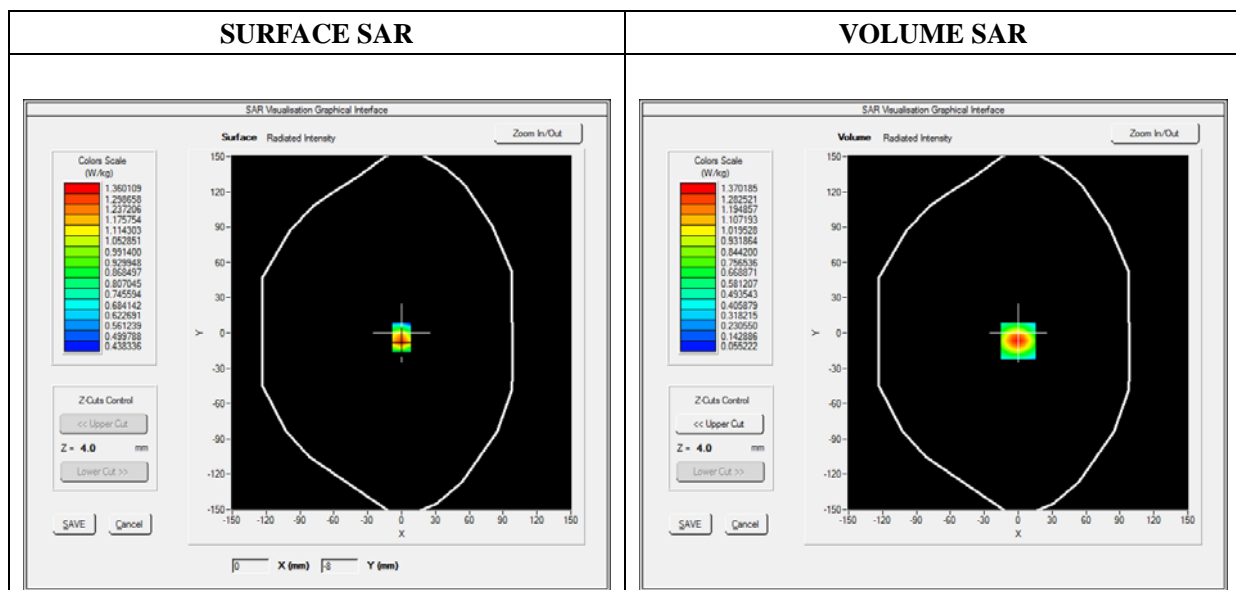 SURFACE SAR
VOLUME SAR
SAR Visualisation Graphical Interface
Surface Radiated Intensity
Zoom In/Out
Colors Scale
(W/kg)
1.360109
1.298658
1.237206
1.175754
1.114303
1.052851
0.991400
0.929948
0.868497
0.807045
0.745594
0.684142
0.622691
0.561239
0.499788
0.438336
Z-Cuts Control
<< Upper Cut
Z = 4.0 mm
Lower Cut >>
SAVE Cancel
150
120
90
60
30
0
-30
-60
-90
-120
-150
Y
-150 -120 -90 -60 -30 0 30 60 90 120 150
X
0 X (mm) -8 Y (mm)
SAR Visualisation Graphical Interface
Volume Radiated Intensity
Zoom In/Out
Colors Scale
(W/kg)
1.370185
1.282521
1.194857
1.107193
1.019528
0.931864
0.844200
0.756536
0.668871
0.581207
0.493543
0.405879
0.318215
0.230550
0.142886
0.055222
Z-Cuts Control
<< Upper Cut
Z = 4.0 mm
Lower Cut >>
SAVE Cancel
150
120
90
60
30
0
-30
-60
-90
-120
-150
Y
-150 -120 -90 -60 -30 0 30 60 90 120 150
X